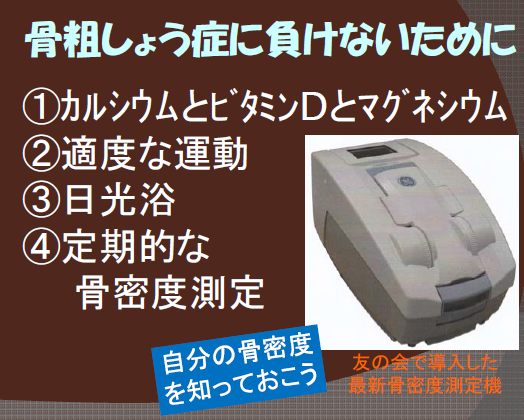 骨粗しょう症に負けないために
①カルシウムとビタミンDとマグネシウム
②適度な運動
③日光浴
④定期的な
骨密度測定
自分の骨密度
を知っておこう
友の会で導入した
最新骨密度測定機